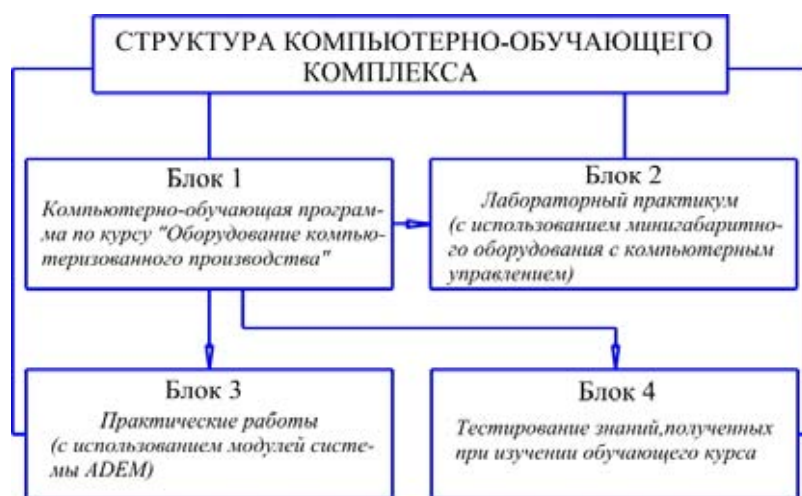 СТРУКТУРА КОМПЬЮТЕРНО-ОБУЧАЮЩЕГО
КОМПЛЕКСА
Блок 1
Компьютерно-обучающая програм-
ма по курсу "Оборудование компью-
теризованного производства"
Блок 2
Лабораторный практикум
(с использованием минигабаритно-
го оборудования с компьютерным
управлением)
Блок 3
Практические работы
(с использованием модулей систе-
мы ADEM)
Блок 4
Тестирование знаний,полученных
при изучении обучающего курса